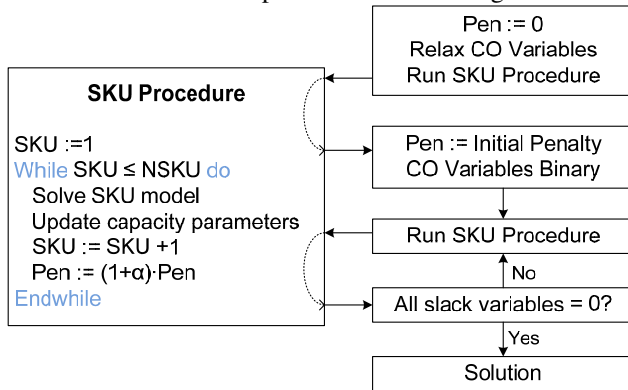 Pen := 0
Relax CO Variables
Run SKU Procedure
SKU Procedure
SKU :=1
While SKU ≤ NSKU do
Solve SKU model
Update capacity parameters
SKU := SKU +1
Pen := (1+α)·Pen
Endwhile
Pen := Initial Penalty
CO Variables Binary
Run SKU Procedure
No
All slack variables = 0?
Yes
Solution